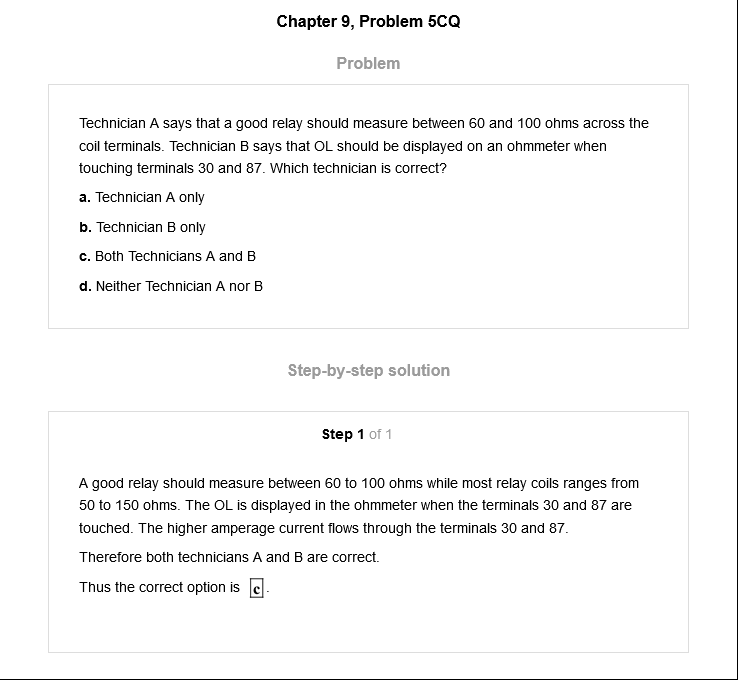 Chapter 9, Problem 5CQ
Problem
Technician A says that a good relay should measure between 60 and 100 ohms across the
coil terminals. Technician B says that OL should be displayed on an ohmmeter when
touching terminals 30 and 87. Which technician is correct?
a. Technician A only
b. Technician B only
c. Both Technicians A and B
d. Neither Technician A nor B
Step-by-step solution
Step 1 of 1
A good relay should measure between 60 to 100 ohms while most relay coils ranges from
50 to 150 ohms. The OL is displayed in the ohmmeter when the terminals 30 and 87 are
touched. The higher amperage current flows through the terminals 30 and 87.
Therefore both technicians A and B are correct.
Thus the correct option is c.